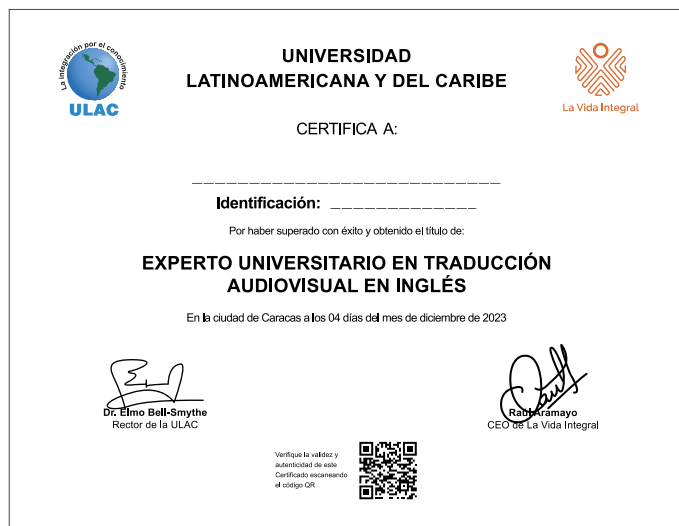 La integración por el conocimiento
ULAC
UNIVERSIDAD
LATINOAMERICANA Y DEL CARIBE
La Vida Integral
CERTIFICA A:
____________________________
Identificación: ______________
Por haber superado con éxito y obtenido el título de:
EXPERTO UNIVERSITARIO EN TRADUCCIÓN
AUDIOVISUAL EN INGLÉS
En la ciudad de Caracas a los 04 días del mes de diciembre de 2023
Dr. Elmo Bell-Smythe
Rector de la ULAC
Raúl Aramayo
CEO de La Vida Integral
Verifique la validez y
autenticidad de este
Certificado escaneando
el código QR